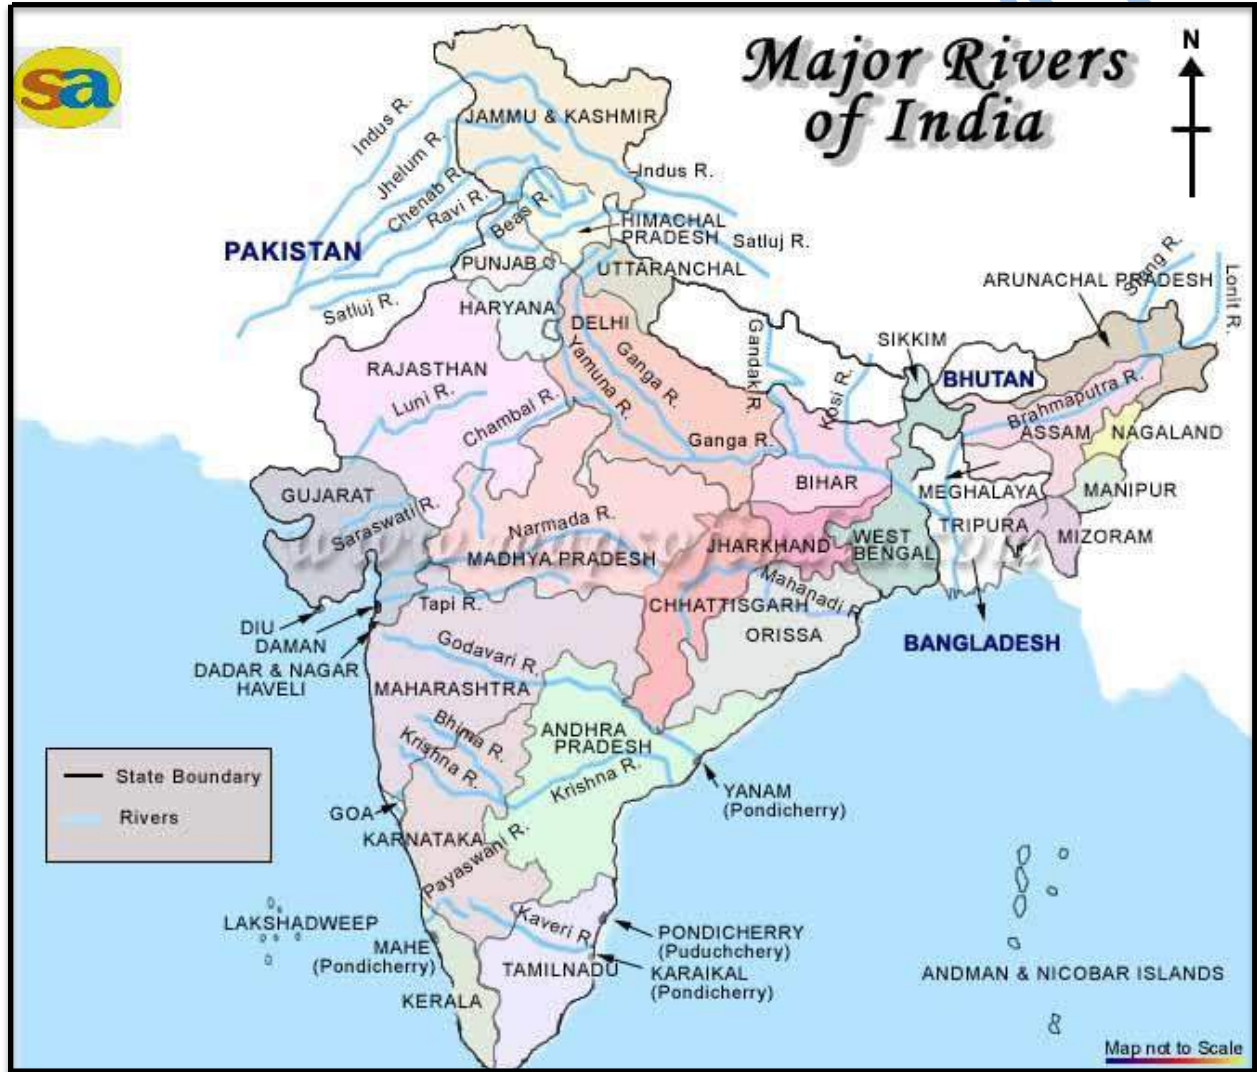 sa
Major Rivers
of India
N
Indus R.
JAMMU & KASHMIR
Jhelum R.
Indus R.
Chenab R.
Ravi R.
Beas R.
HIMACHAL
PRADESH
Satluj R.
PAKISTAN
PUNJAB
UTTARANCHAL
ARUNACHAL PRADESH
Lohit R.
Satluj R.
HARYANA
DELHI
SIKKIM
BHUTAN
RAJASTHAN
Luni R.
Chambal R.
Yamuna R.
Ganga R.
Gandak R.
Kosi R.
Brahmaputra R.
ASSAM
NAGALAND
Ganga R.
BIHAR
MEGHALAYA
MANIPUR
GUJARAT
Saraswati R.
Narmada R.
MADHYA PRADESH
JHARKHAND
WEST
BENGAL
TRIPURA
MIZORAM
Tapi R.
CHHATTISGARH
Mahanadi R.
ORISSA
BANGLADESH
DIU
DAMAN
DADAR & NAGAR
HAVELI
Godavari R.
MAHARASHTRA
Bhima R.
Krishna R.
ANDHRA
PRADESH
Krishna R.
YANAM
(Pondicherry)
State Boundary
Rivers
GOA
KARNATAKA
Payaswani R.
LAKSHADWEEP
MAHE
(Pondicherry)
Kaveri R.
PONDICHERRY
(Puduchchery)
KARAIKAL
(Pondicherry)
TAMILNADU
KERALA
ANDMAN & NICOBAR ISLANDS
Map not to Scale